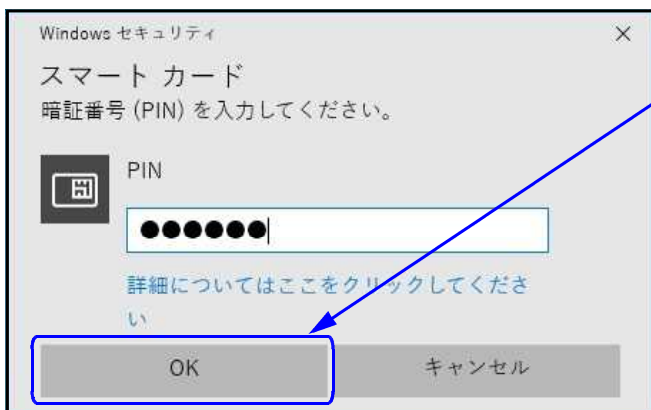 Windows セキュリティ
スマート カード
暗証番号 (PIN) を入力してください。
PIN
●●●●●●
詳細についてはここをクリックしてくださ
い
OK
キャンセル